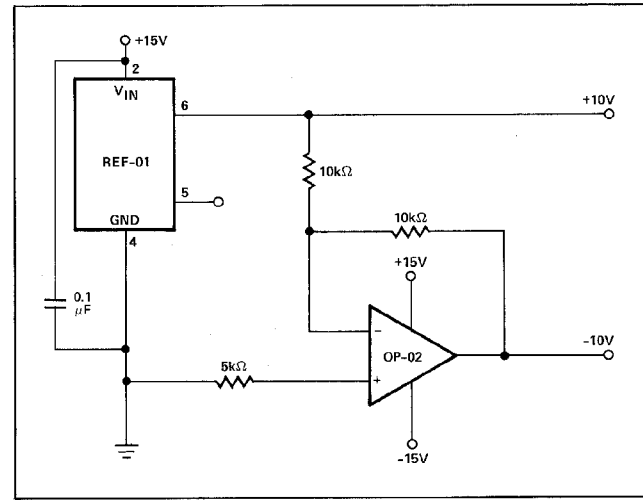 +15V
2
VIN
6
+10V
REF-01
10kΩ
5
10kΩ
GND
4
+15V
0.1
μF
−
OP-02
−10V
5kΩ
+
−15V